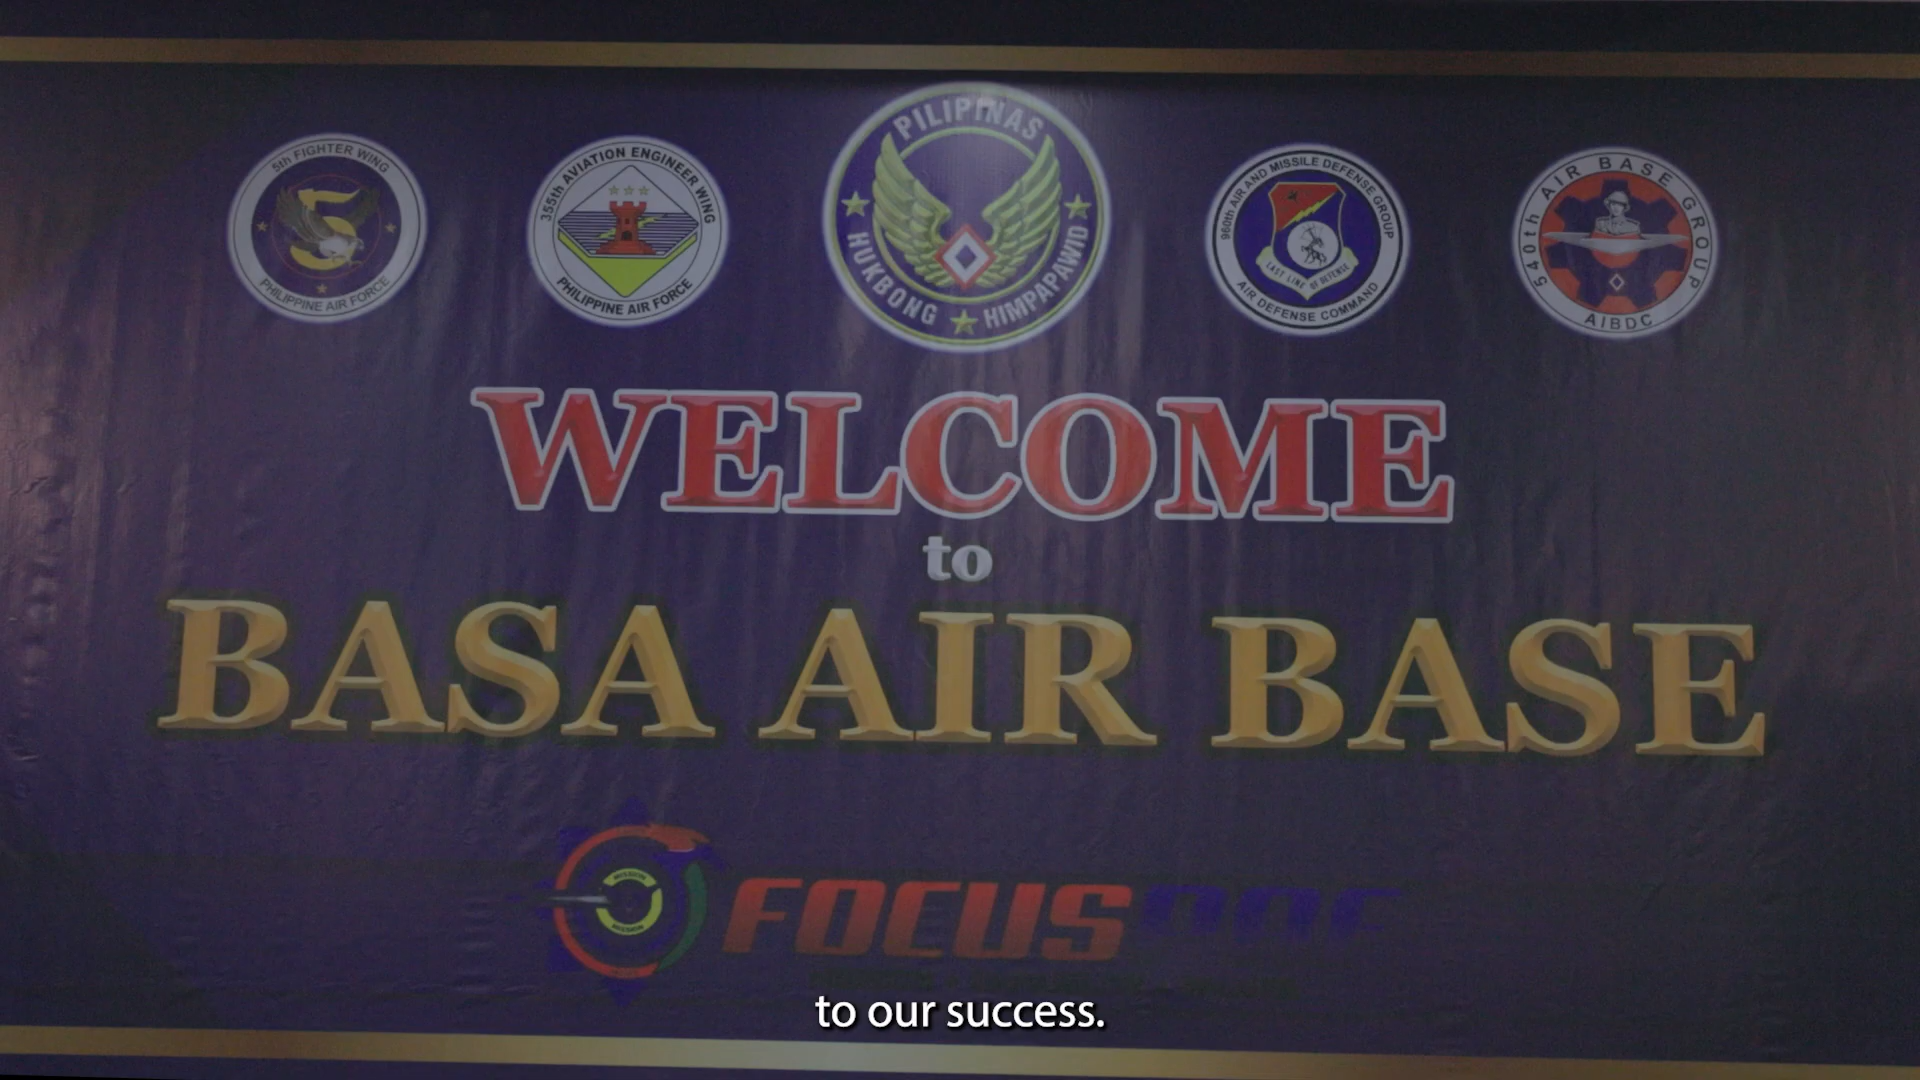 5th FIGHTER WING
PHILIPPINE AIR FORCE
355th AVIATION ENGINEER WING
PHILIPPINE AIR FORCE
PILIPINAS
HUKBONG HIMPAPAWID
960th AIR AND MISSILE DEFENSE GROUP
LAST LINE of DEFENSE
AIR DEFENSE COMMAND
540th AIR BASE GROUP
AIBDC
WELCOME
to
BASA AIR BASE
MISSION
FOCUSPAF
to our success.